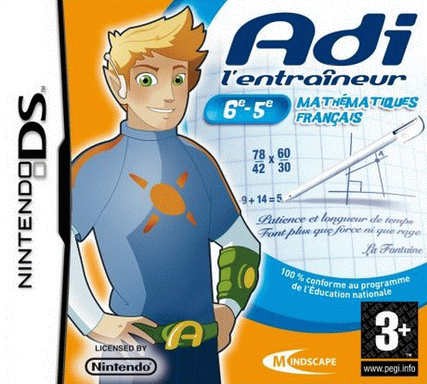 NINTENDO DS™
Adi
l'entraîneur
6e-5e
MATHÉMATIQUES
FRANÇAIS
78 x 60
42 30
9 + 14 = 5
Patience et longueur de temps
Font plus que force ni que rage
La Fontaine
100 % conforme au programme
de l'Éducation nationale
A
LICENSED BY
Nintendo®
MINDSCAPE
3+
www.pegi.info